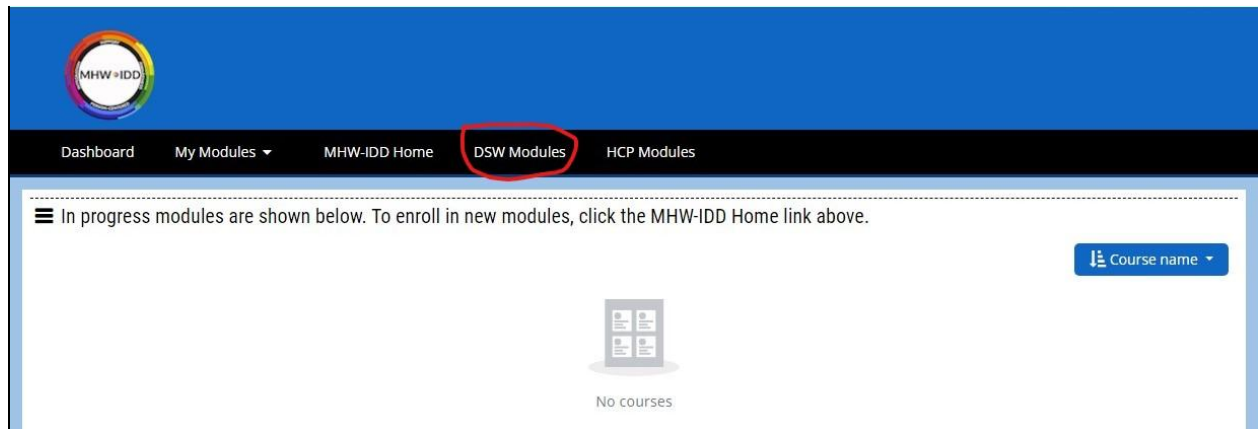 MHW IDD
Dashboard My Modules MHW-IDD Home DSW Modules HCP Modules
In progress modules are shown below. To enroll in new modules, click the MHW-IDD Home link above.
Course name
No courses